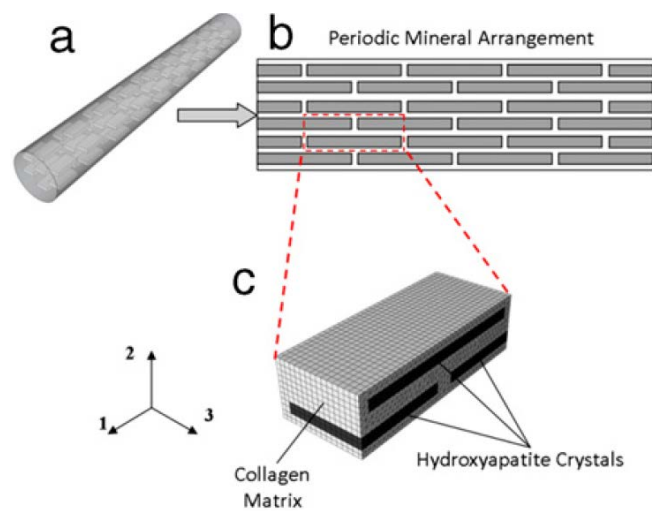 a
b
Periodic Mineral Arrangement
c
2
1
3
Collagen
Matrix
Hydroxyapatite Crystals